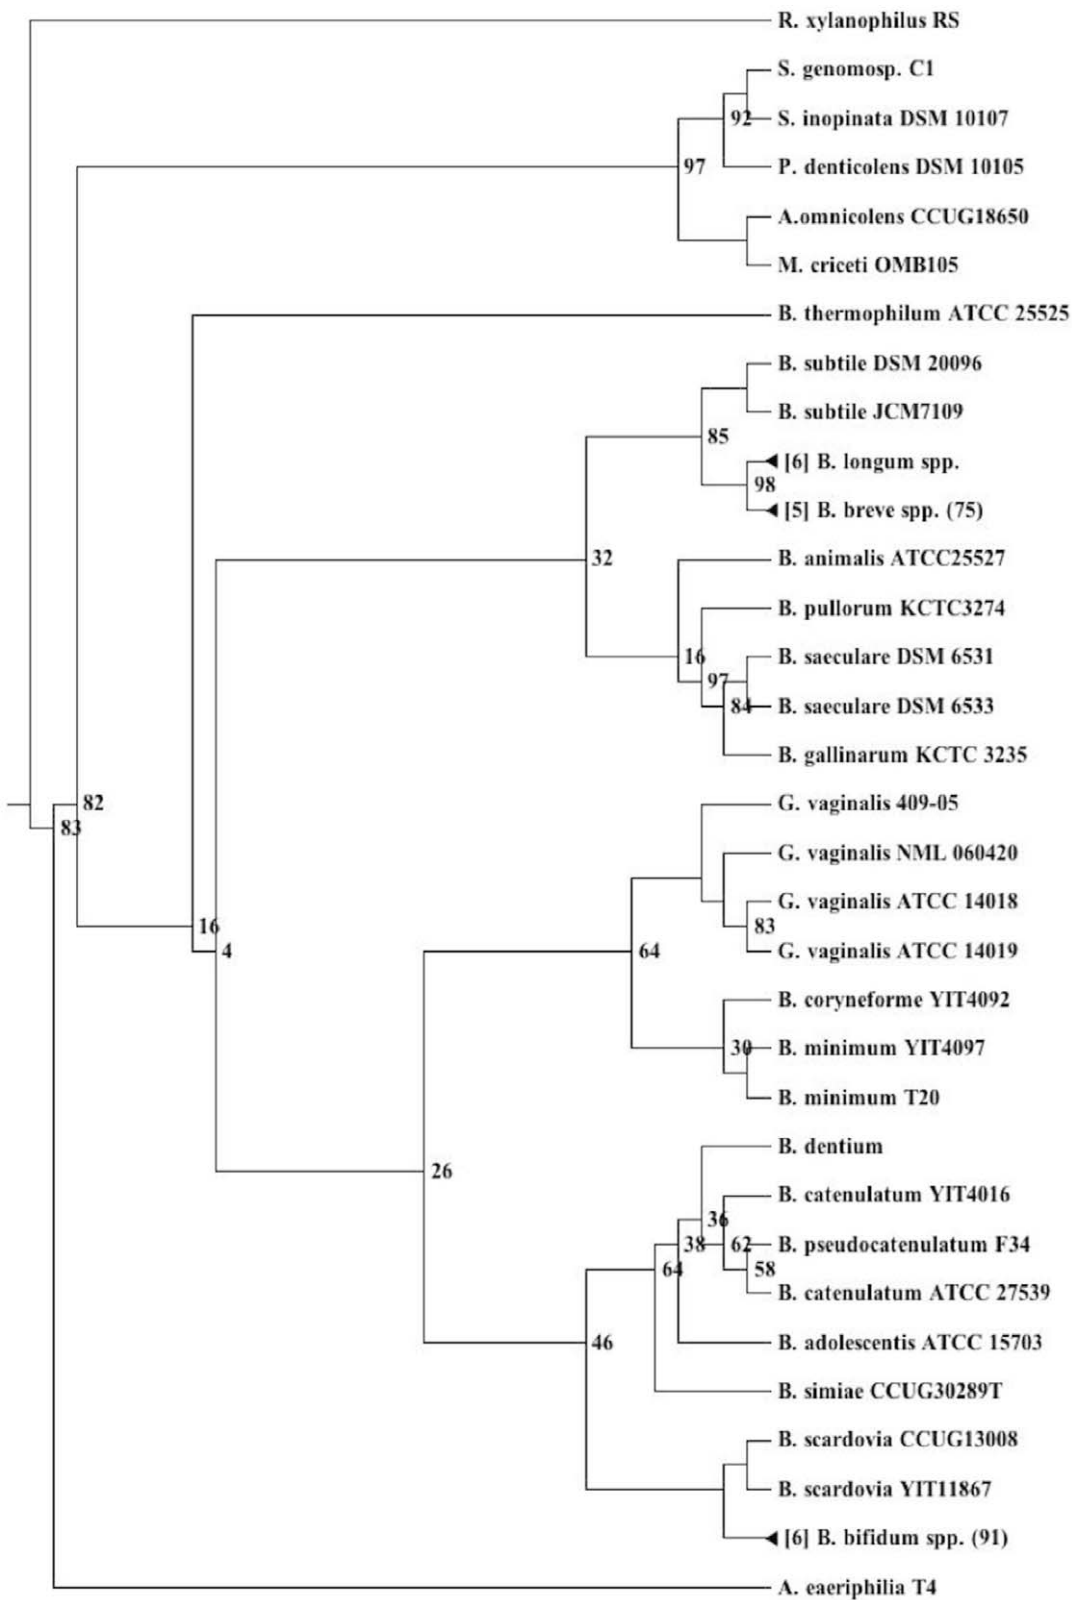 R. xylanophilus RS
S. genomosp. C1
92 S. inopinata DSM 10107
97 P. denticolens DSM 10105
A.omnicolens CCUG18650
M. criceti OMB105
B. thermophilum ATCC 25525
B. subtile DSM 20096
B. subtile JCM7109
85
[6] B. longum spp.
98
[5] B. breve spp. (75)
32 B. animalis ATCC25527
B. pullorum KCTC3274
16 B. saeculare DSM 6531
97
84 B. saeculare DSM 6533
B. gallinarum KCTC 3235
82 G. vaginalis 409-05
83
G. vaginalis NML 060420
G. vaginalis ATCC 14018
16 83
4 64 G. vaginalis ATCC 14019
B. coryneforme YIT4092
30 B. minimum YIT4097
B. minimum T20
B. dentium
26
B. catenulatum YIT4016
36
38 62 B. pseudocatenulatum F34
64 58
B. catenulatum ATCC 27539
46 B. adolescentis ATCC 15703
B. simiae CCUG30289T
B. scardovia CCUG13008
B. scardovia YIT11867
[6] B. bifidum spp. (91)
A. eaeriphilia T4